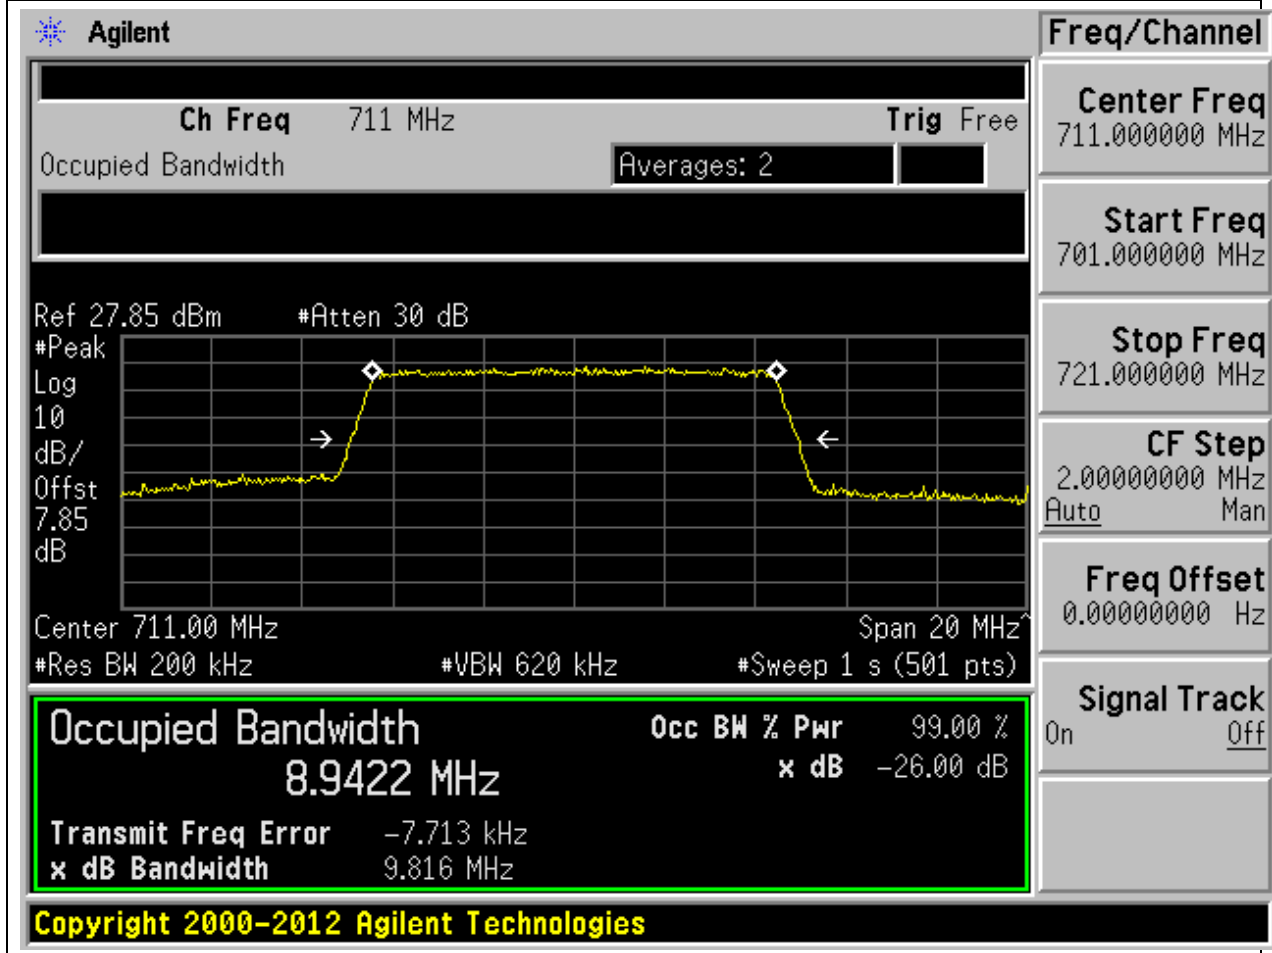 Agilent
Freq/Channel
Ch Freq 711 MHz Trig Free
Occupied Bandwidth Averages: 2
Ref 27.85 dBm #Atten 30 dB
#Peak
Log
10
dB/
Offst
7.85
dB
Center 711.00 MHz Span 20 MHz^
#Res BW 200 kHz #VBW 620 kHz #Sweep 1 s (501 pts)
Occupied Bandwidth Occ BW % Pwr 99.00 %
8.9422 MHz x dB -26.00 dB
Transmit Freq Error -7.713 kHz
x dB Bandwidth 9.816 MHz
Copyright 2000-2012 Agilent Technologies
Center Freq
711.000000 MHz
Start Freq
701.000000 MHz
Stop Freq
721.000000 MHz
CF Step
2.00000000 MHz
Auto Man
Freq Offset
0.00000000 Hz
Signal Track
On Off